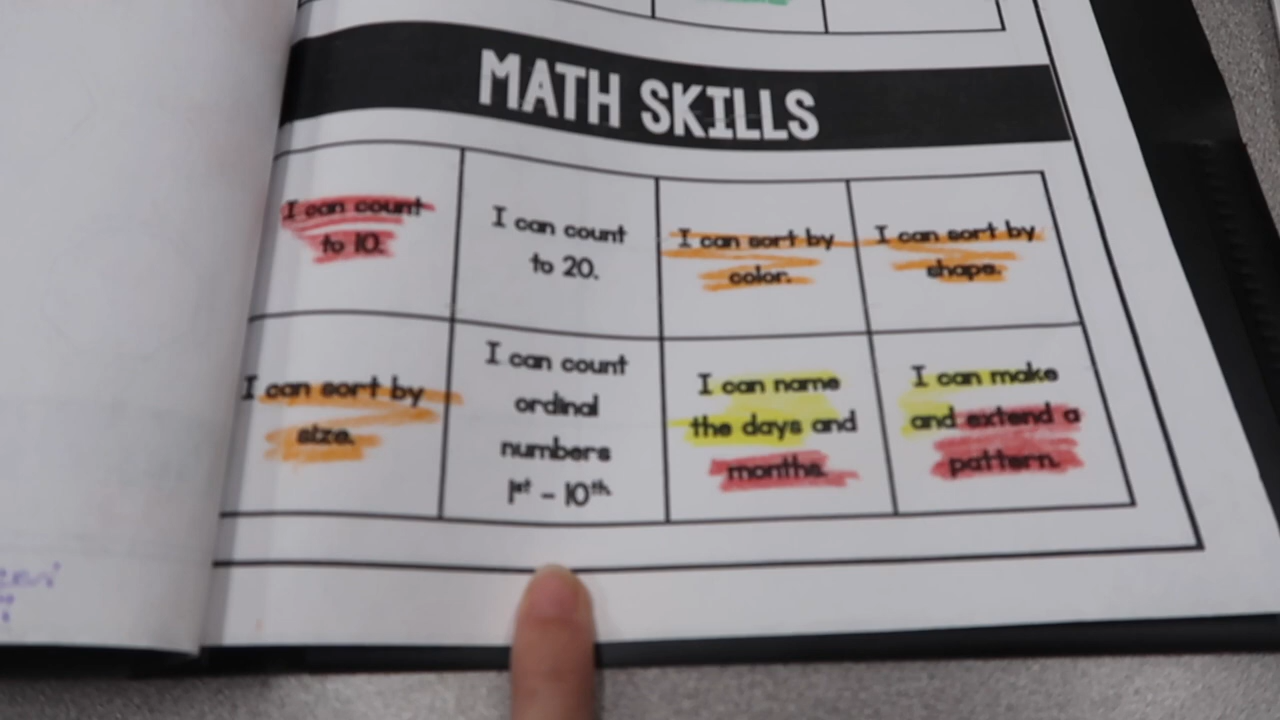 MATH SKILLS
I can count
to 10.
I can count
to 20.
I can sort by
color.
I can sort by
shape.
I can sort by
size.
I can count
ordinal
numbers
1st - 10th
I can name
the days and
months.
I can make
and extend a
pattern.